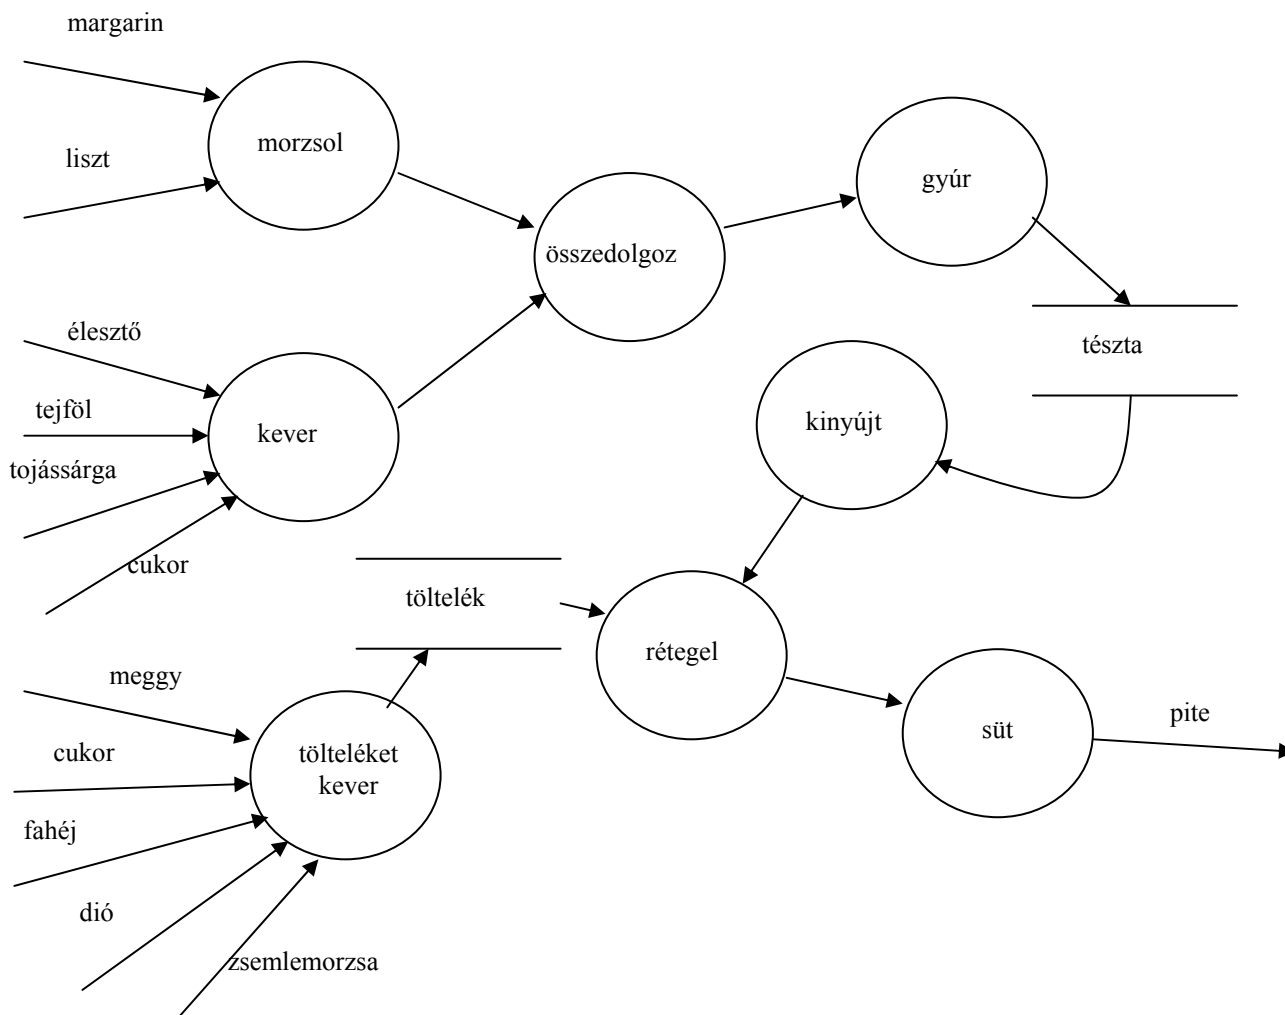 margarin
morzsol
liszt
gyúr
összedolgoz
élesztő
tészta
tejföl
kever
kinyújt
tojássárga
cukor
töltelék
rétegel
meggy
pite
süt
cukor
tölteléket
kever
fahéj
dió
zsemlemorzsa